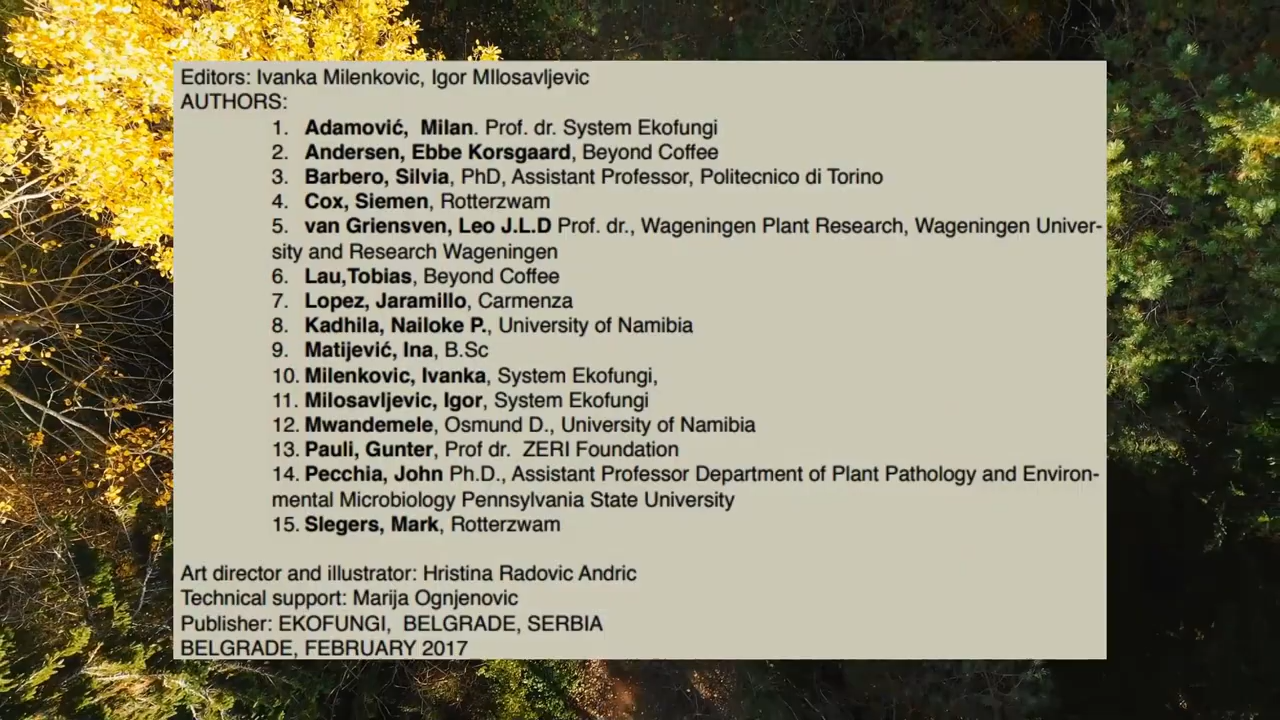 Editors: Ivanka Milenkovic, Igor MIlosavljevic
AUTHORS:
1. Adamović, Milan. Prof. dr. System Ekofungi
2. Andersen, Ebbe Korsgaard, Beyond Coffee
3. Barbero, Silvia, PhD, Assistant Professor, Politecnico di Torino
4. Cox, Siemen, Rotterzwam
5. van Griensven, Leo J.L.D Prof. dr., Wageningen Plant Research, Wageningen Univer-
sity and Research Wageningen
6. Lau,Tobias, Beyond Coffee
7. Lopez, Jaramillo, Carmenza
8. Kadhila, Nailoke P., University of Namibia
9. Matijević, Ina, B.Sc
10. Milenkovic, Ivanka, System Ekofungi,
11. Milosavljevic, Igor, System Ekofungi
12. Mwandemele, Osmund D., University of Namibia
13. Pauli, Gunter, Prof dr. ZERI Foundation
14. Pecchia, John Ph.D., Assistant Professor Department of Plant Pathology and Environ-
mental Microbiology Pennsylvania State University
15. Slegers, Mark, Rotterzwam
Art director and illustrator: Hristina Radovic Andric
Technical support: Marija Ognjenovic
Publisher: EKOFUNGI, BELGRADE, SERBIA
BELGRADE, FEBRUARY 2017